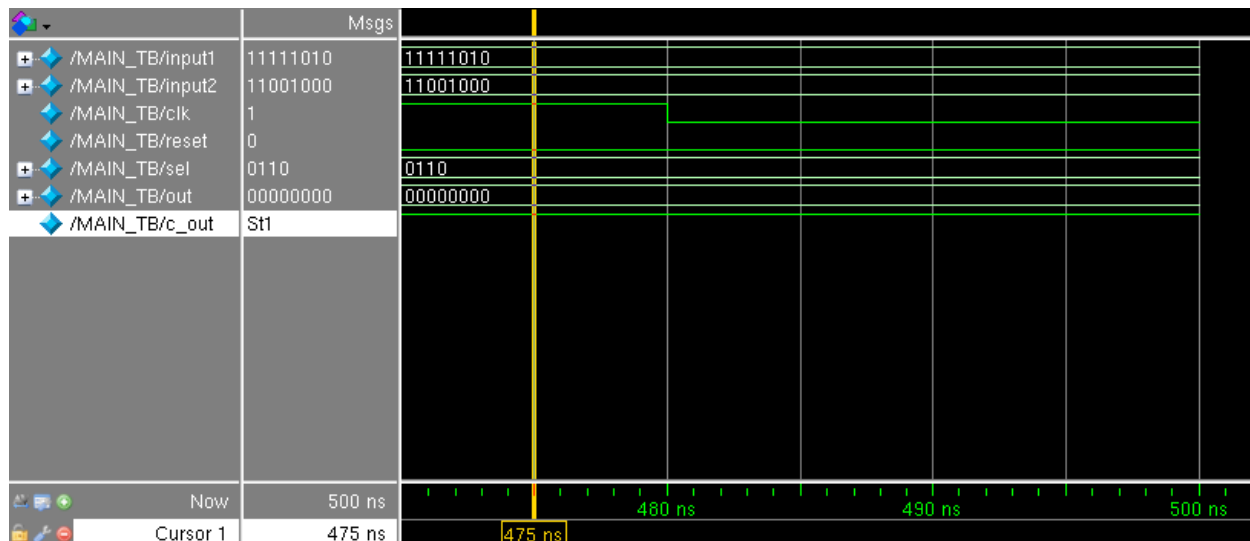 Msgs
/MAIN_TB/input1 11111010 11111010
/MAIN_TB/input2 11001000 11001000
/MAIN_TB/clk 1
/MAIN_TB/reset 0
/MAIN_TB/sel 0110 0110
/MAIN_TB/out 00000000 00000000
/MAIN_TB/c_out St1
Now 500 ns 480 ns 490 ns 500 ns
Cursor 1 475 ns 475 ns